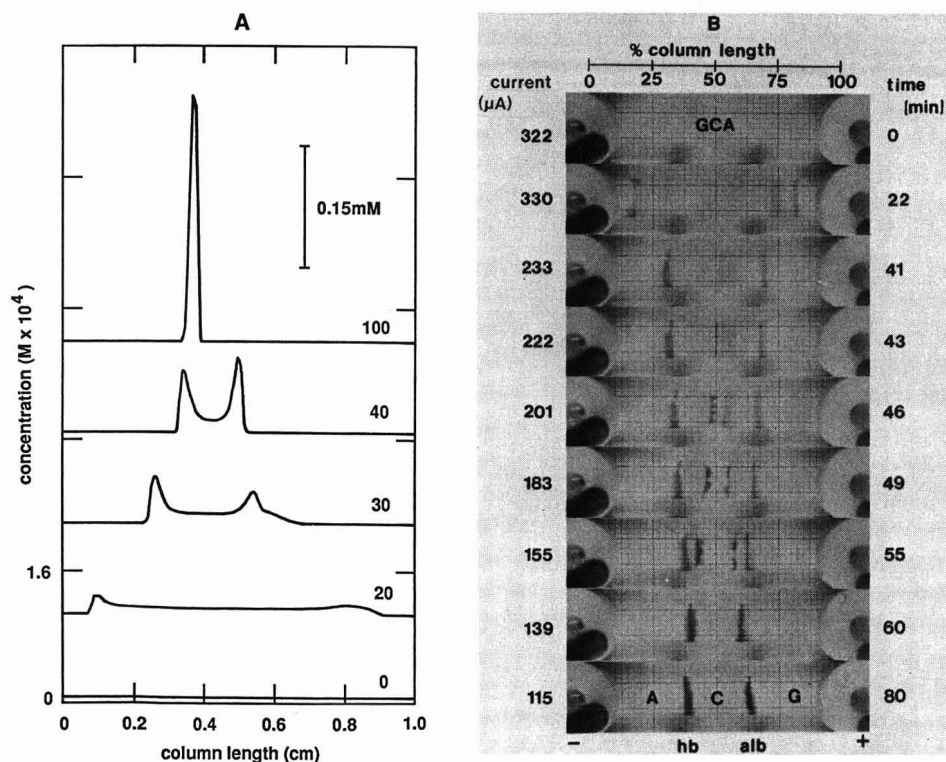 A
0.15mM
100
40
30
1.6
20
0
0
0 0.2 0.4 0.6 0.8 1.0
column length (cm)
concentration (M x 10⁴)
B
% column length
current
(μA)
0 25 50 75 100
time
(min)
GCA
322 0
330 22
233 41
222 43
201 46
183 49
155 55
139 60
115 A C G 80
− hb alb +